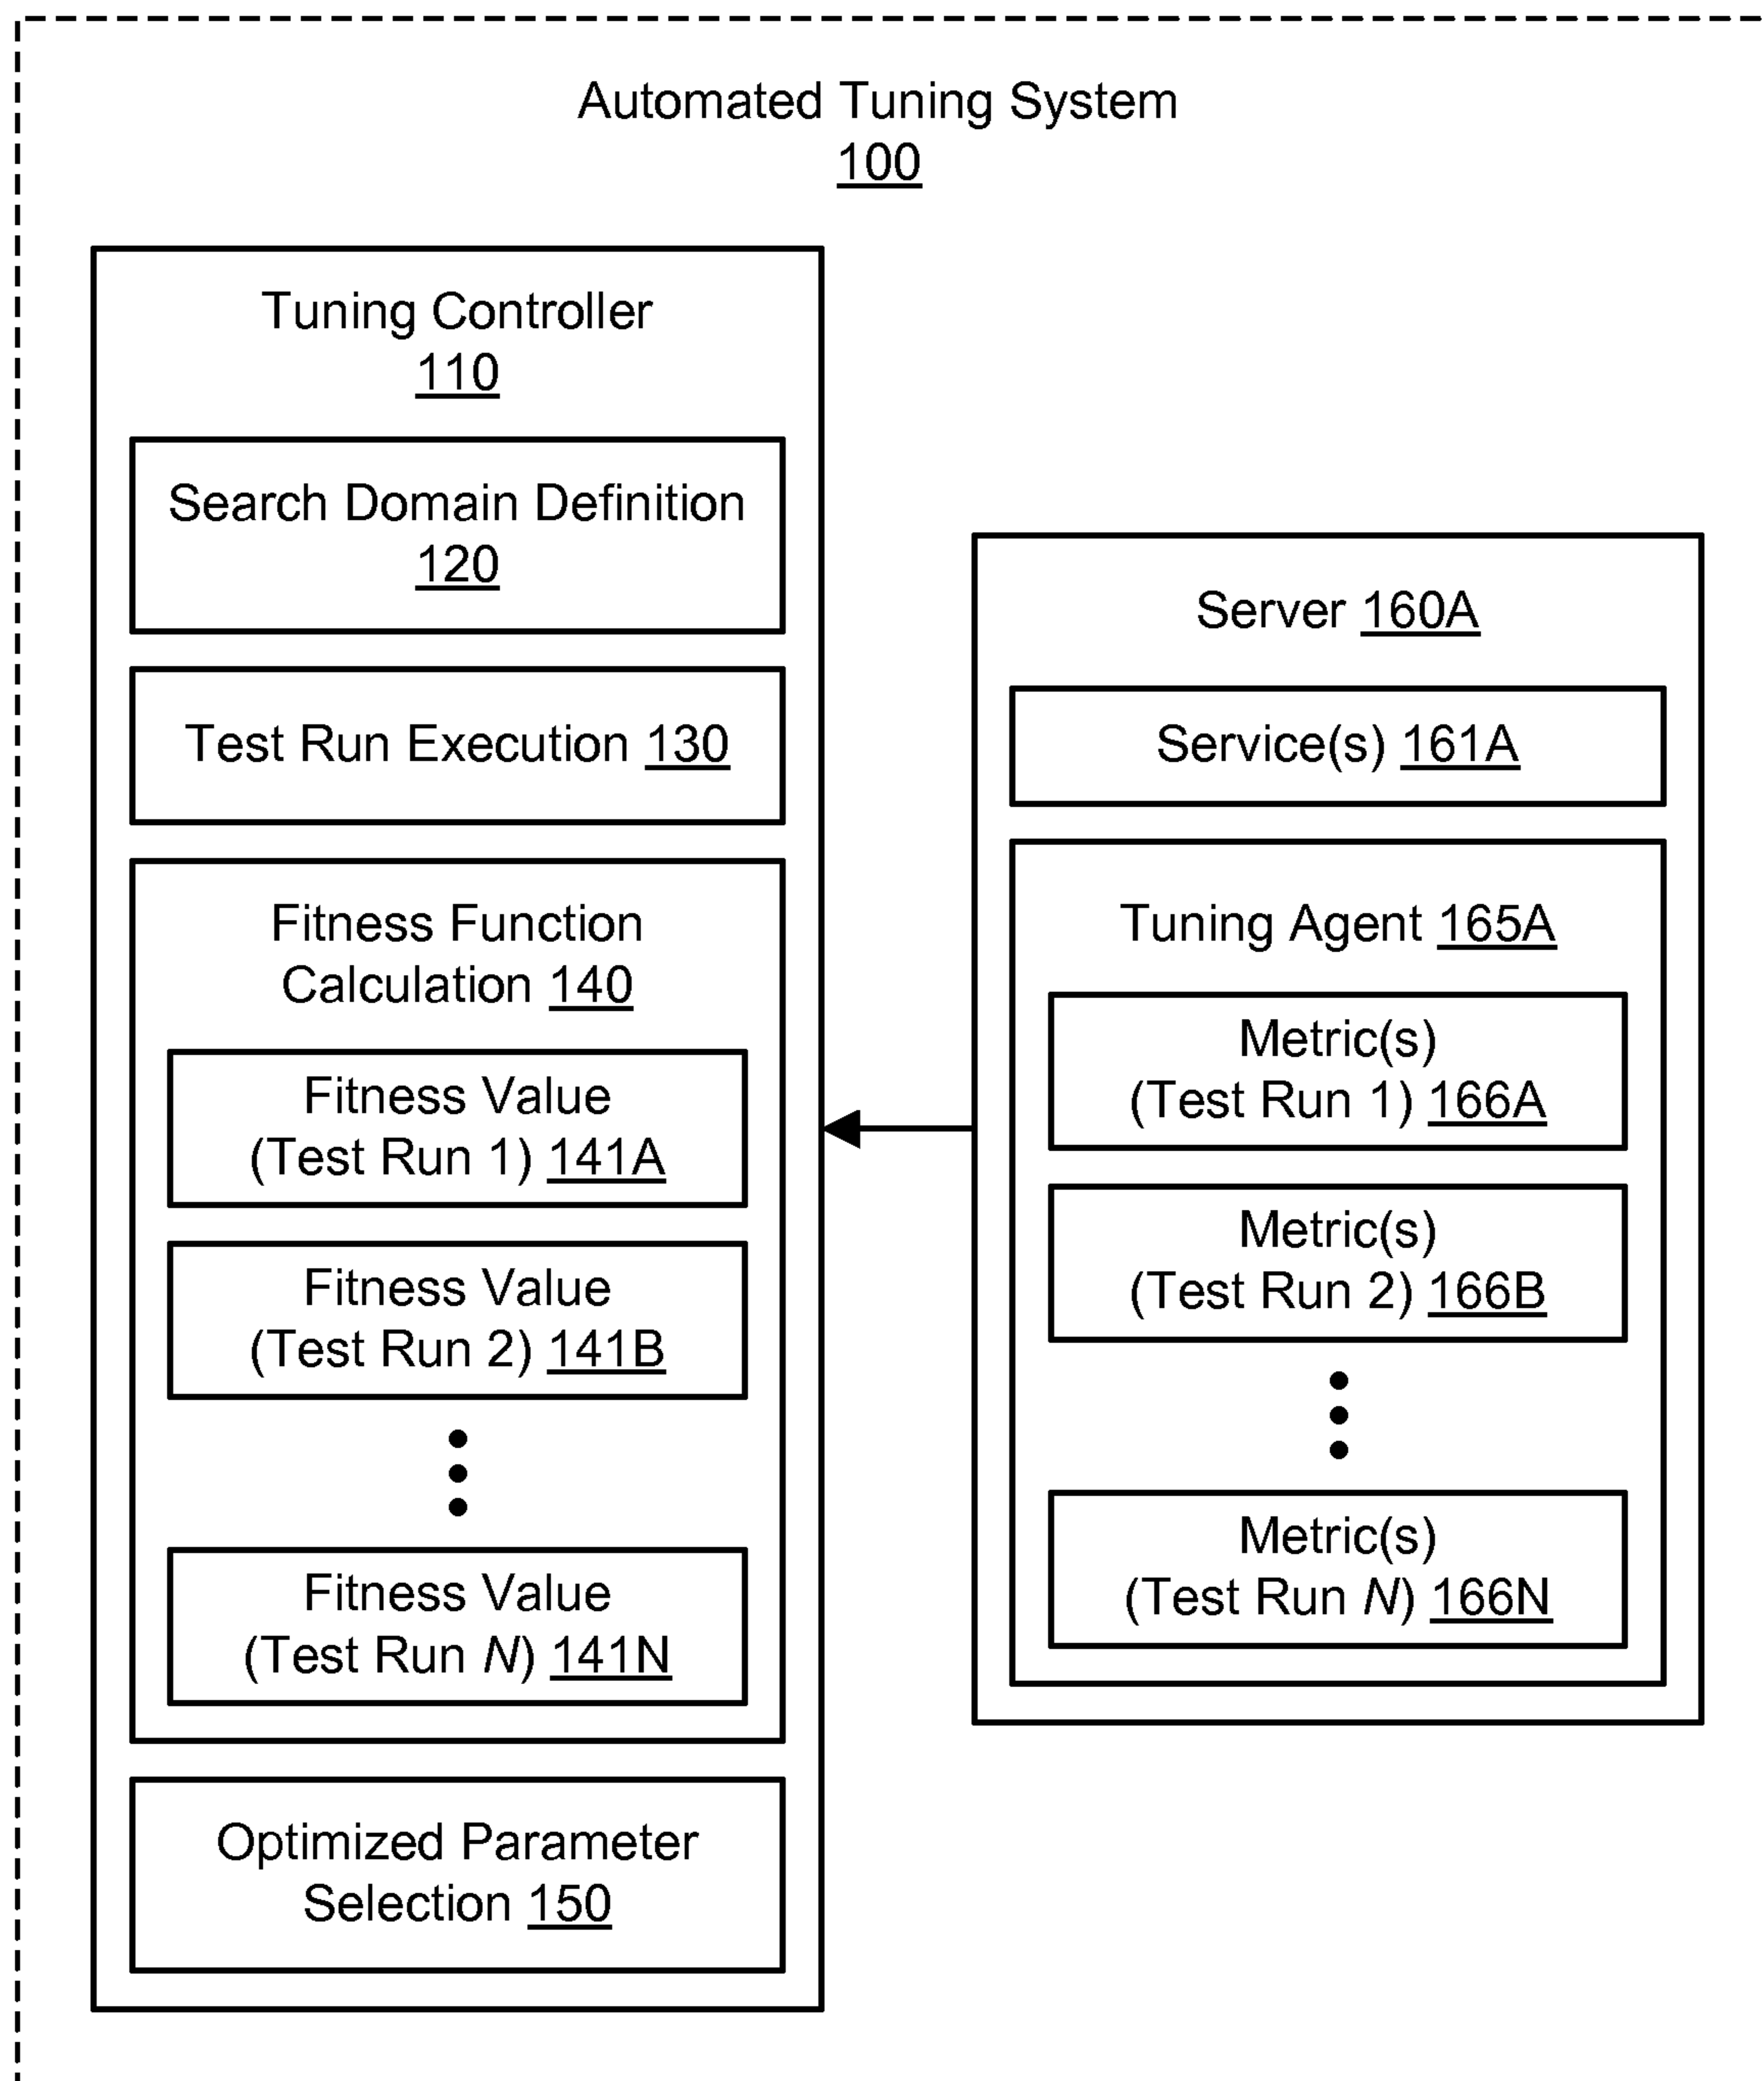 Automated Tuning System
100
Tuning Controller
110
Search Domain Definition
120
Test Run Execution 130
Fitness Function
Calculation 140
Fitness Value
(Test Run 1) 141A
Fitness Value
(Test Run 2) 141B
Fitness Value
(Test Run N) 141N
Optimized Parameter
Selection 150
Server 160A
Service(s) 161A
Tuning Agent 165A
Metric(s)
(Test Run 1) 166A
Metric(s)
(Test Run 2) 166B
Metric(s)
(Test Run N) 166N